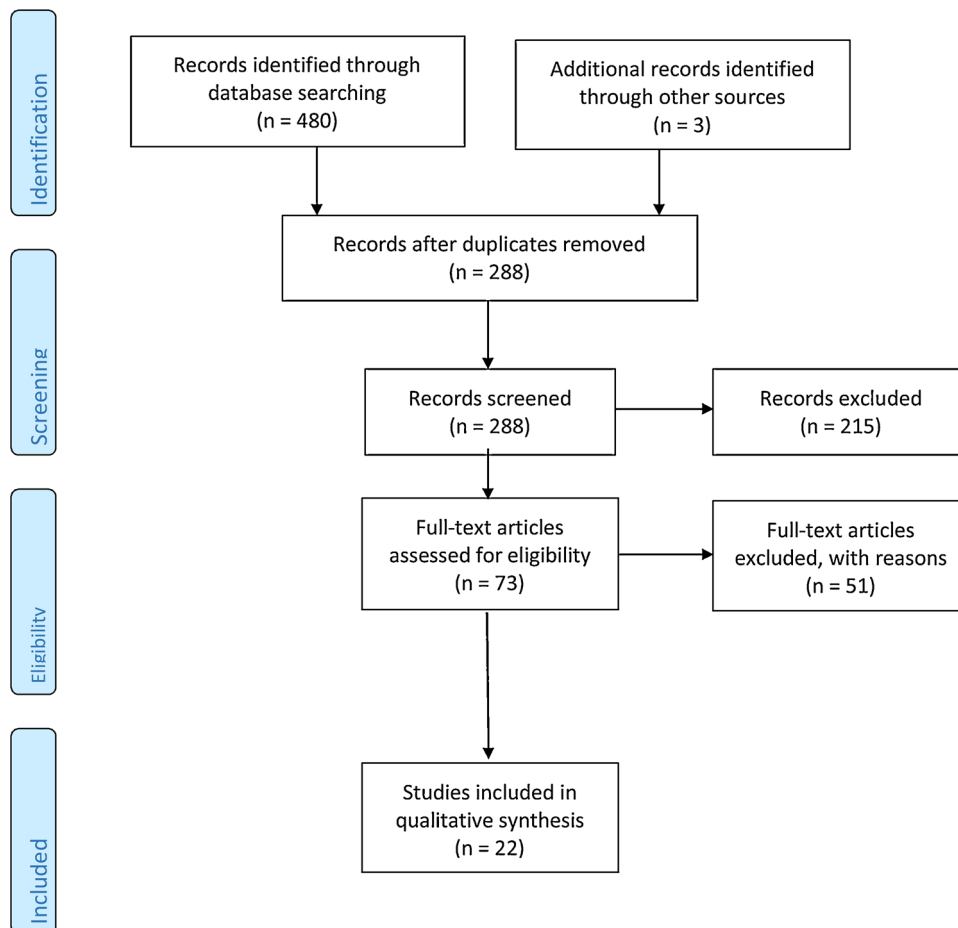 Identification
Records identified through
database searching
(n = 480)
Additional records identified
through other sources
(n = 3)
Records after duplicates removed
(n = 288)
Screening
Records screened
(n = 288)
Records excluded
(n = 215)
Eligibility
Full-text articles
assessed for eligibility
(n = 73)
Full-text articles
excluded, with reasons
(n = 51)
Included
Studies included in
qualitative synthesis
(n = 22)